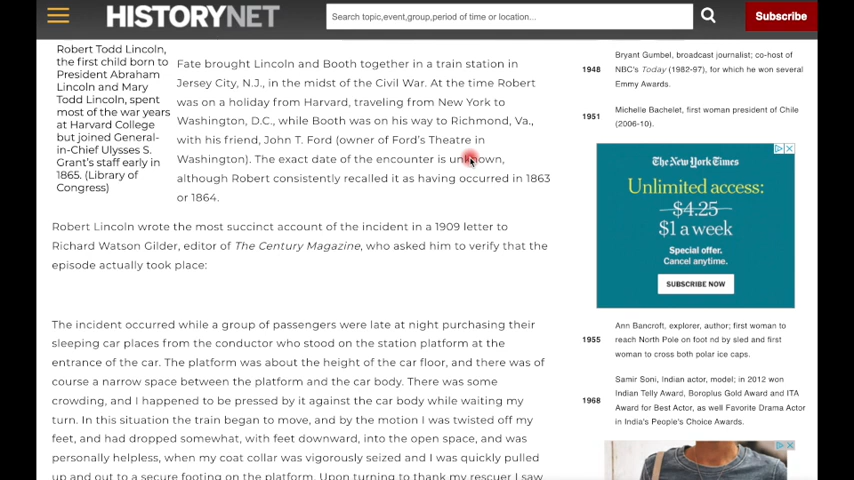 HISTORYNET
Search topic,event,group,period of time or location...
Subscribe
Robert Todd Lincoln,
the first child born to
President Abraham
Lincoln and Mary
Todd Lincoln, spent
most of the war years
at Harvard College
but joined General-
in-Chief Ulysses S.
Grant's staff early in
1865. (Library of
Congress)
Fate brought Lincoln and Booth together in a train station in
Jersey City, N.J., in the midst of the Civil War. At the time Robert
was on a holiday from Harvard, traveling from New York to
Washington, D.C., while Booth was on his way to Richmond, Va.,
with his friend, John T. Ford (owner of Ford's Theatre in
Washington). The exact date of the encounter is unknown,
although Robert consistently recalled it as having occurred in 1863
or 1864.
Robert Lincoln wrote the most succinct account of the incident in a 1909 letter to
Richard Watson Gilder, editor of The Century Magazine, who asked him to verify that the
episode actually took place:
The incident occurred while a group of passengers were late at night purchasing their
sleeping car places from the conductor who stood on the station platform at the
entrance of the car. The platform was about the height of the car floor, and there was of
course a narrow space between the platform and the car body. There was some
crowding, and I happened to be pressed by it against the car body while waiting my
turn. In this situation the train began to move, and by the motion I was twisted off my
feet, and had dropped somewhat, with feet downward, into the open space, and was
personally helpless, when my coat collar was vigorously seized and I was quickly pulled
up and out to a secure footing on the platform. Upon turning to thank my rescuer I saw
1948
Bryant Gumbel, broadcast journalist; co-host of
NBC's Today (1982-97), for which he won several
Emmy Awards.
1951
Michelle Bachelet, first woman president of Chile
(2006-10).
The New York Times
Unlimited access:
$4.25
$1 a week
Special offer.
Cancel anytime.
SUBSCRIBE NOW
1955
Ann Bancroft, explorer, author; first woman to
reach North Pole on foot nd by sled and first
woman to cross both polar ice caps.
1968
Samir Soni, Indian actor, model; in 2012 won
Indian Telly Award, Boroplus Gold Award and ITA
Award for Best Actor, as well Favorite Drama Actor
in India's People's Choice Awards.